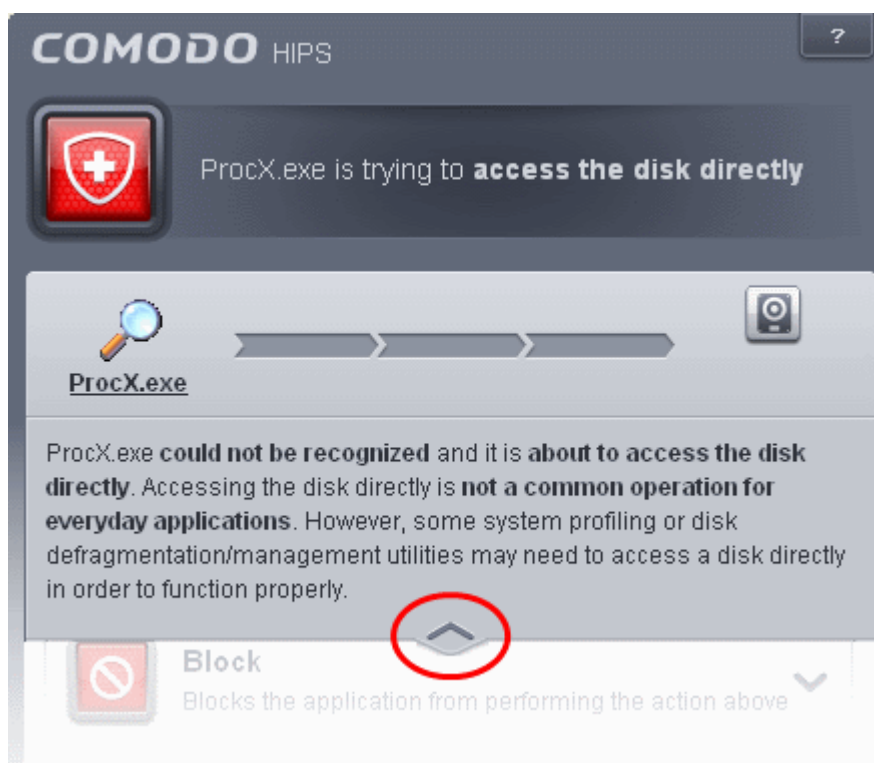 COMODO HIPS
?
ProcX.exe is trying to access the disk directly
ProcX.exe
ProcX.exe could not be recognized and it is about to access the disk
directly. Accessing the disk directly is not a common operation for
everyday applications. However, some system profiling or disk
defragmentation/management utilities may need to access a disk directly
in order to function properly.
Block
Blocks the application from performing the action above